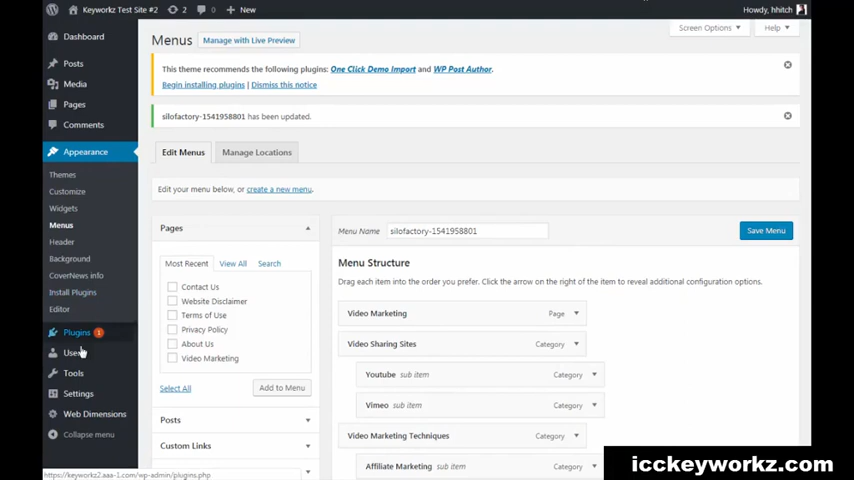 Keyworkz Test Site #2 2 0 New Howdy, hhitch
Screen Options Help
Dashboard
Posts
Media
Pages
Comments
Appearance
Themes
Customize
Widgets
Menus
Header
Background
CoverNews info
Install Plugins
Editor
Plugins 1
Users
Tools
Settings
Web Dimensions
Collapse menu
Menus Manage with Live Preview
This theme recommends the following plugins: One Click Demo Import and WP Post Author.
Begin installing plugins | Dismiss this notice
silofactory-1541958801 has been updated.
Edit Menus Manage Locations
Edit your menu below, or create a new menu.
Pages
Most Recent View All Search
Contact Us
Website Disclaimer
Terms of Use
Privacy Policy
About Us
Video Marketing
Select All Add to Menu
Posts
Custom Links
Menu Name silofactory-1541958801 Save Menu
Menu Structure
Drag each item into the order you prefer. Click the arrow on the right of the item to reveal additional configuration options.
Video Marketing Page
Video Sharing Sites Category
Youtube sub item Category
Vimeo sub item Category
Video Marketing Techniques Category
Affiliate Marketing sub item Category
https://keyworkz2.aaa-1.com/wp-admin/plugins.php
icckeyworkz.com